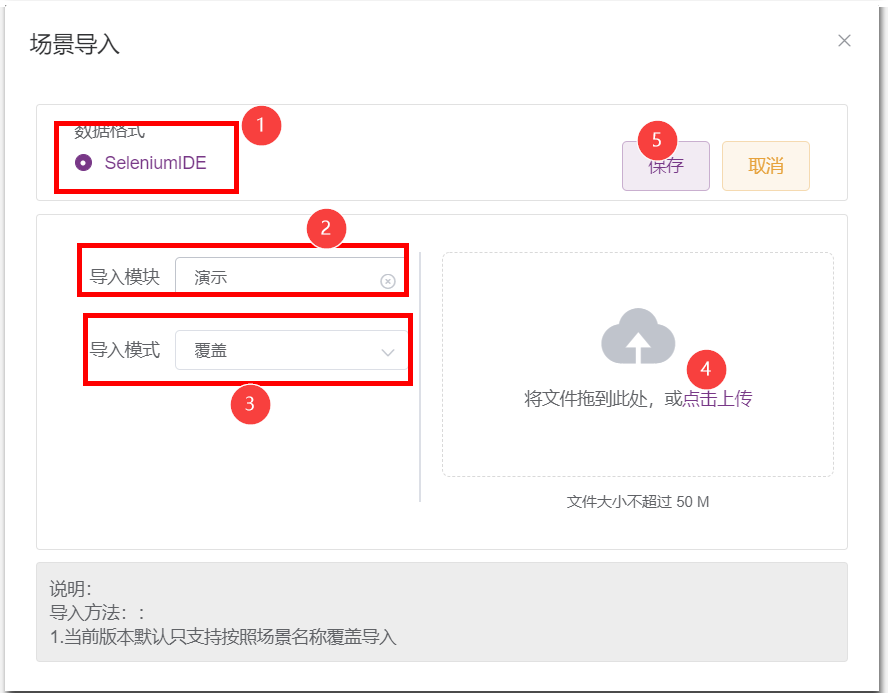 场景导入
数据格式
1
SeleniumIDE
5
保存
取消
2
导入模块
演示
导入模式
覆盖
3
4
将文件拖到此处，或点击上传
文件大小不超过 50 M
说明：
导入方法：:
1.当前版本默认只支持按照场景名称覆盖导入